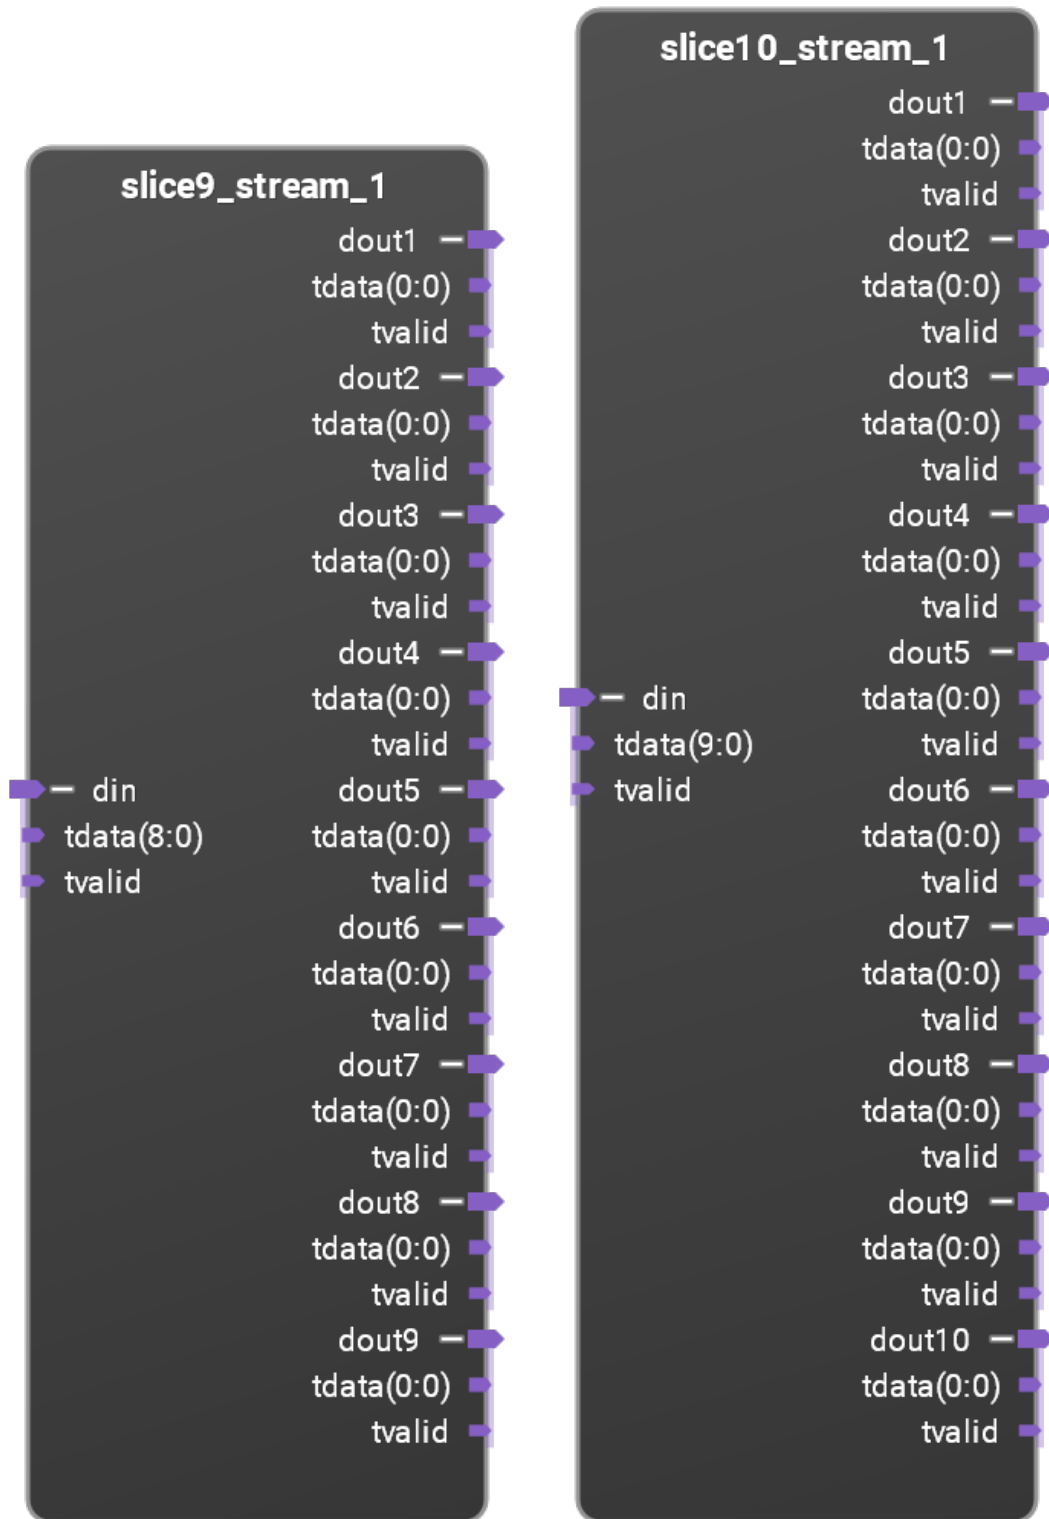 slice9_stream_1
dout1
tdata(0:0)
tvalid
dout2
tdata(0:0)
tvalid
dout3
tdata(0:0)
tvalid
dout4
tdata(0:0)
tvalid
din
dout5
tdata(8:0)
tdata(0:0)
tvalid
tvalid
dout6
tdata(0:0)
tvalid
dout7
tdata(0:0)
tvalid
dout8
tdata(0:0)
tvalid
dout9
tdata(0:0)
tvalid
slice10_stream_1
dout1
tdata(0:0)
tvalid
dout2
tdata(0:0)
tvalid
dout3
tdata(0:0)
tvalid
dout4
tdata(0:0)
tvalid
dout5
din
tdata(0:0)
tdata(9:0)
tvalid
tvalid
dout6
tdata(0:0)
tvalid
dout7
tdata(0:0)
tvalid
dout8
tdata(0:0)
tvalid
dout9
tdata(0:0)
tvalid
dout10
tdata(0:0)
tvalid